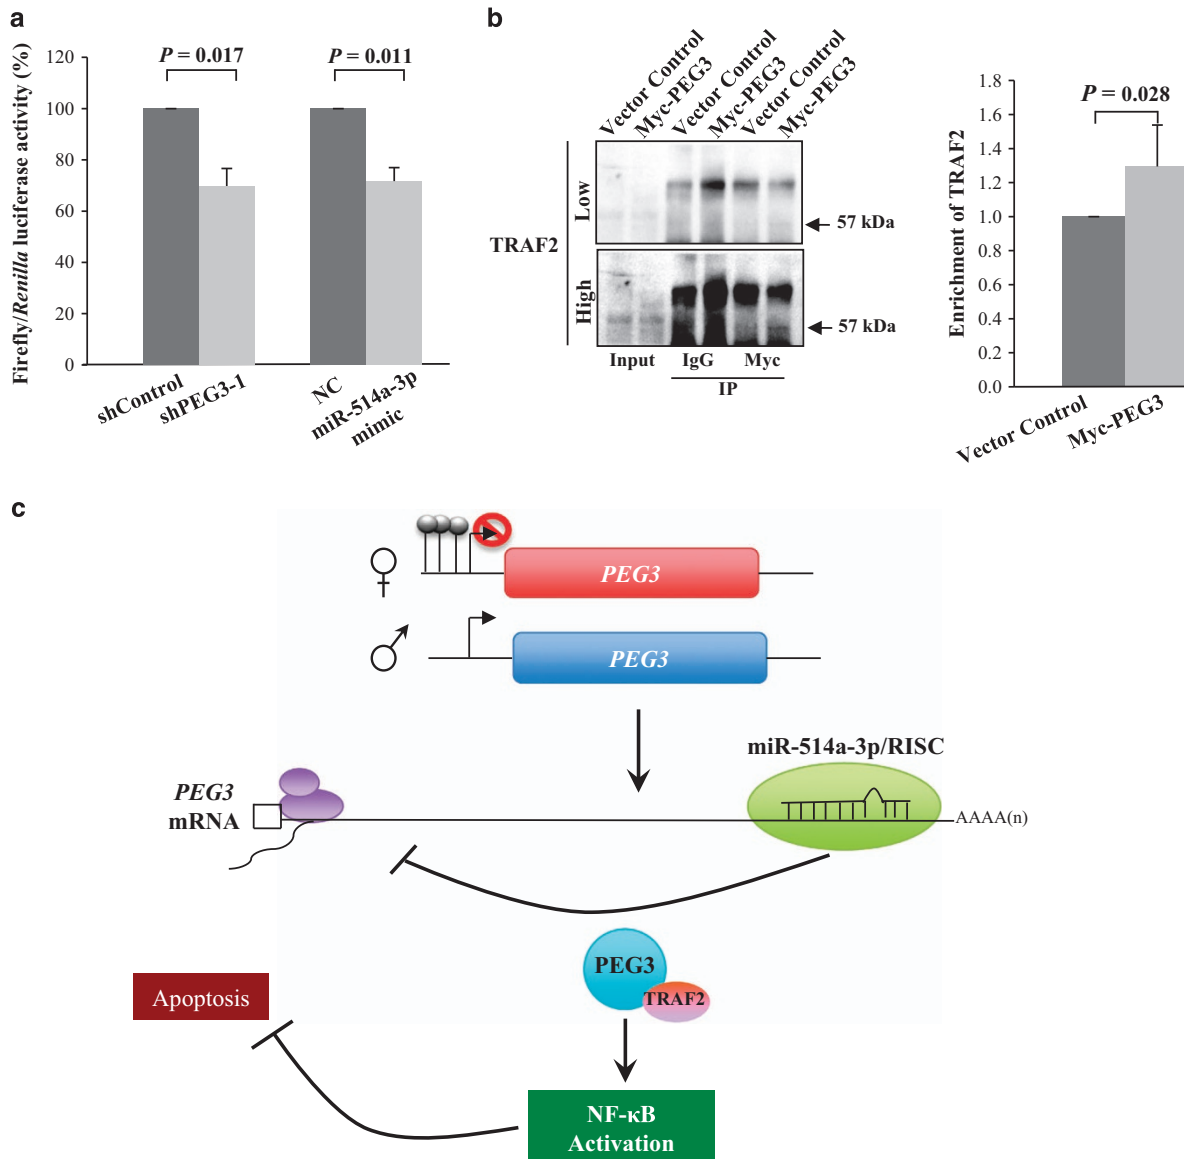 a
Firefly/Renilla luciferase activity (%)
120
100
80
60
40
20
0
P = 0.017
P = 0.011
shControl
shPEG3-1
NC
miR-514a-3p
mimic
b
Vector Control
Myc-PEG3
Vector Control
Myc-PEG3
Vector Control
Myc-PEG3
TRAF2
Low
High
57 kDa
57 kDa
Input
IgG
Myc
IP
Enrichment of TRAF2
1.8
1.6
1.4
1.2
1.0
0.8
0.6
0.4
0.2
0.0
P = 0.028
Vector Control
Myc-PEG3
c
PEG3
PEG3
miR-514a-3p/RISC
PEG3
mRNA
AAAA(n)
PEG3
TRAF2
Apoptosis
NF-κB
Activation